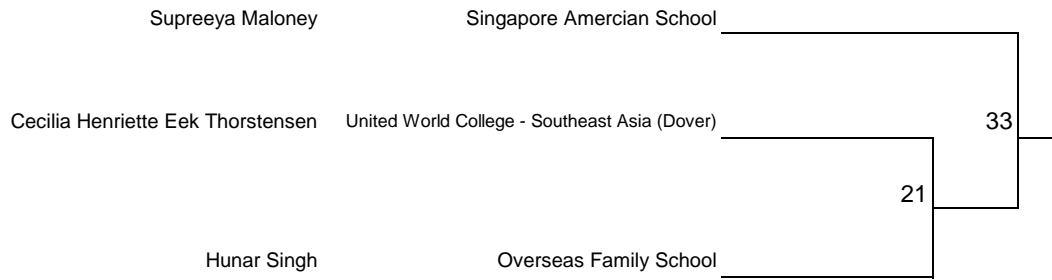 Supreeya Maloney Singapore Amercian School
Cecilia Henriette Eek Thorstensen United World College - Southeast Asia (Dover)
33
21
Hunar Singh Overseas Family School